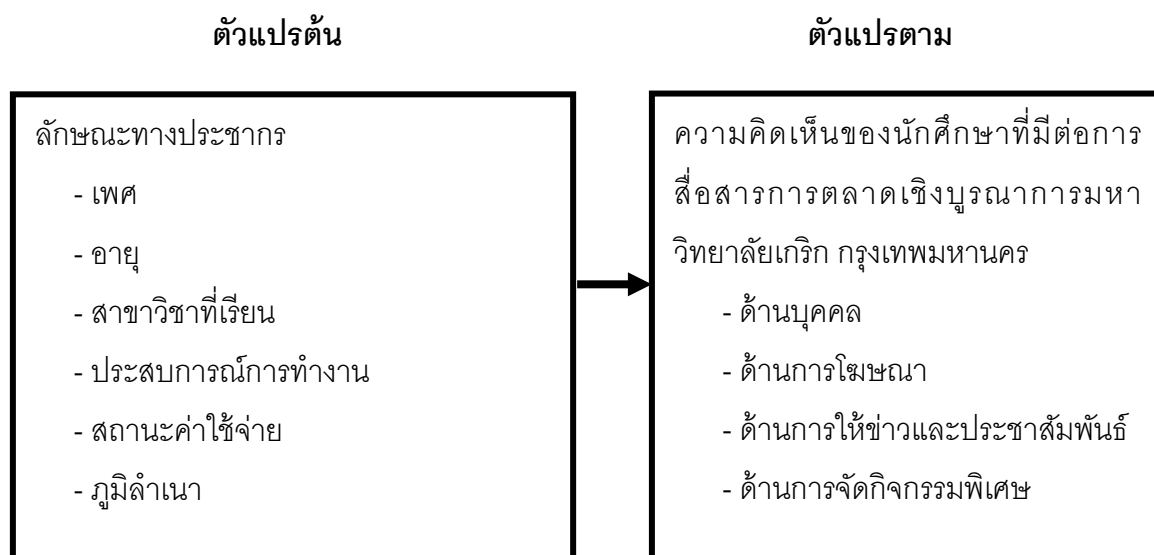 ตัวแปรต้น
ตัวแปรตาม
ลักษณะทางประชากร
- เพศ
- อายุ
- สาขาวิชาที่เรียน
- ประสบการณ์การทำงาน
- สถานะค่าใช้จ่าย
- ภูมิลำเนา
ความคิดเห็นของนักศึกษาที่มีต่อการ
สื่อสารการตลาดเชิงบูรณาการมหา
วิทยาลัยเกริก กรุงเทพมหานคร
- ด้านบุคคล
- ด้านการโฆษณา
- ด้านการให้ข่าวและประชาสัมพันธ์
- ด้านการจัดกิจกรรมพิเศษ